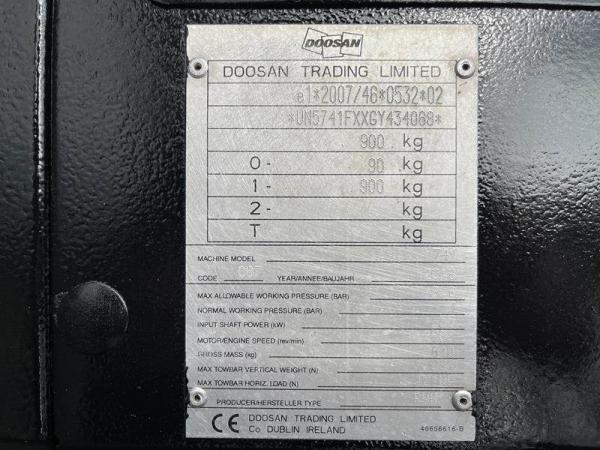 DOOSAN
DOOSAN TRADING LIMITED
e1*2007/46*0532*02
*UN5741FXXGY434068*
900 kg
0 - 90 kg
1 - 900 kg
2 - kg
T kg
MACHINE MODEL
CODE YEAR/ANNEE/BAUJAHR
MAX ALLOWABLE WORKING PRESSURE (BAR)
NORMAL WORKING PRESSURE (BAR)
INPUT SHAFT POWER (kW)
MOTOR/ENGINE SPEED (rev/min)
GROSS MASS (kg)
MAX TOWBAR VERTICAL WEIGHT (N)
MAX TOWBAR HORIZ. LOAD (N)
PRODUCER/HERSTELLER TYPE
CE DOOSAN TRADING LIMITED
Co DUBLIN IRELAND
46656616-B